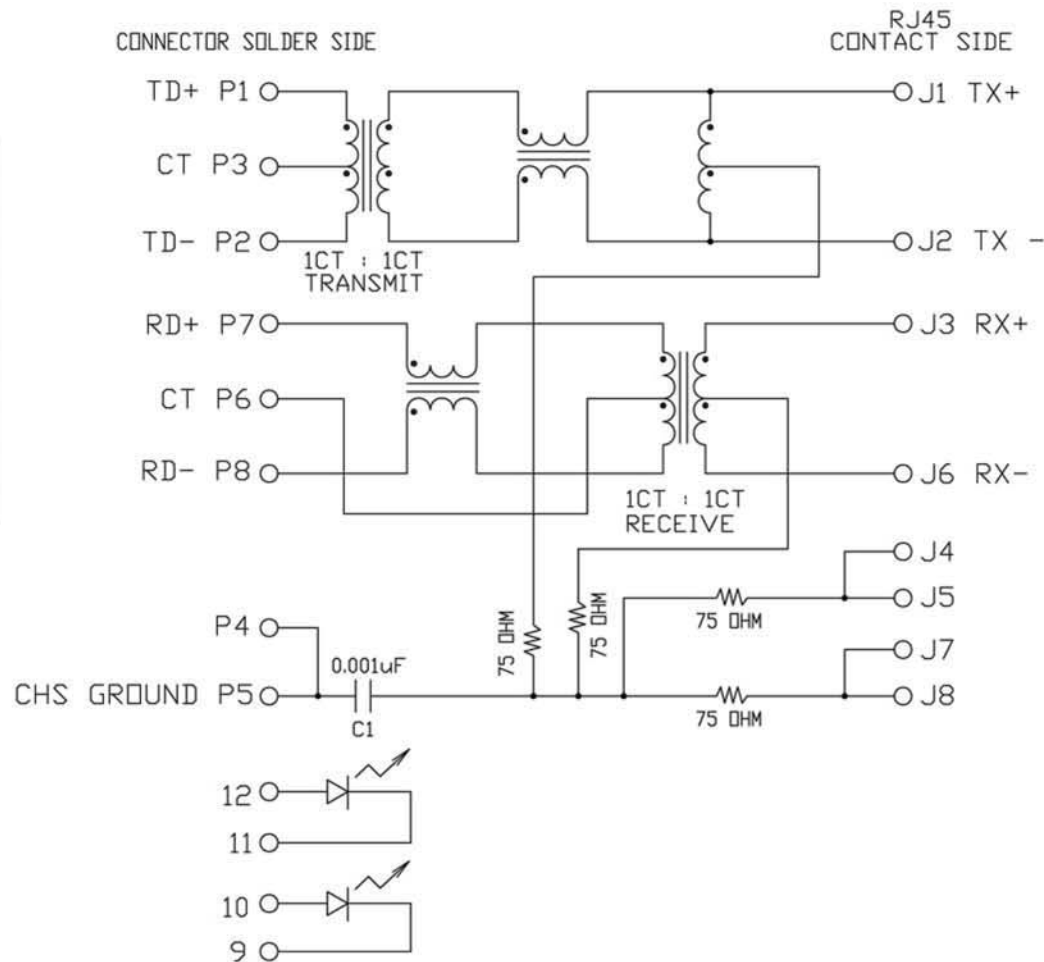 CONNECTOR SOLDER SIDE
RJ45
CONTACT SIDE
TD+ P1
J1 TX+
CT P3
TD- P2
J2 TX -
1CT : 1CT
TRANSMIT
RD+ P7
J3 RX+
CT P6
RD- P8
J6 RX-
1CT : 1CT
RECEIVE
J4
J5
75 OHM
75 OHM
75 OHM
P4
J7
0.001uF
CHS GROUND P5
J8
C1
75 OHM
12
11
10
9